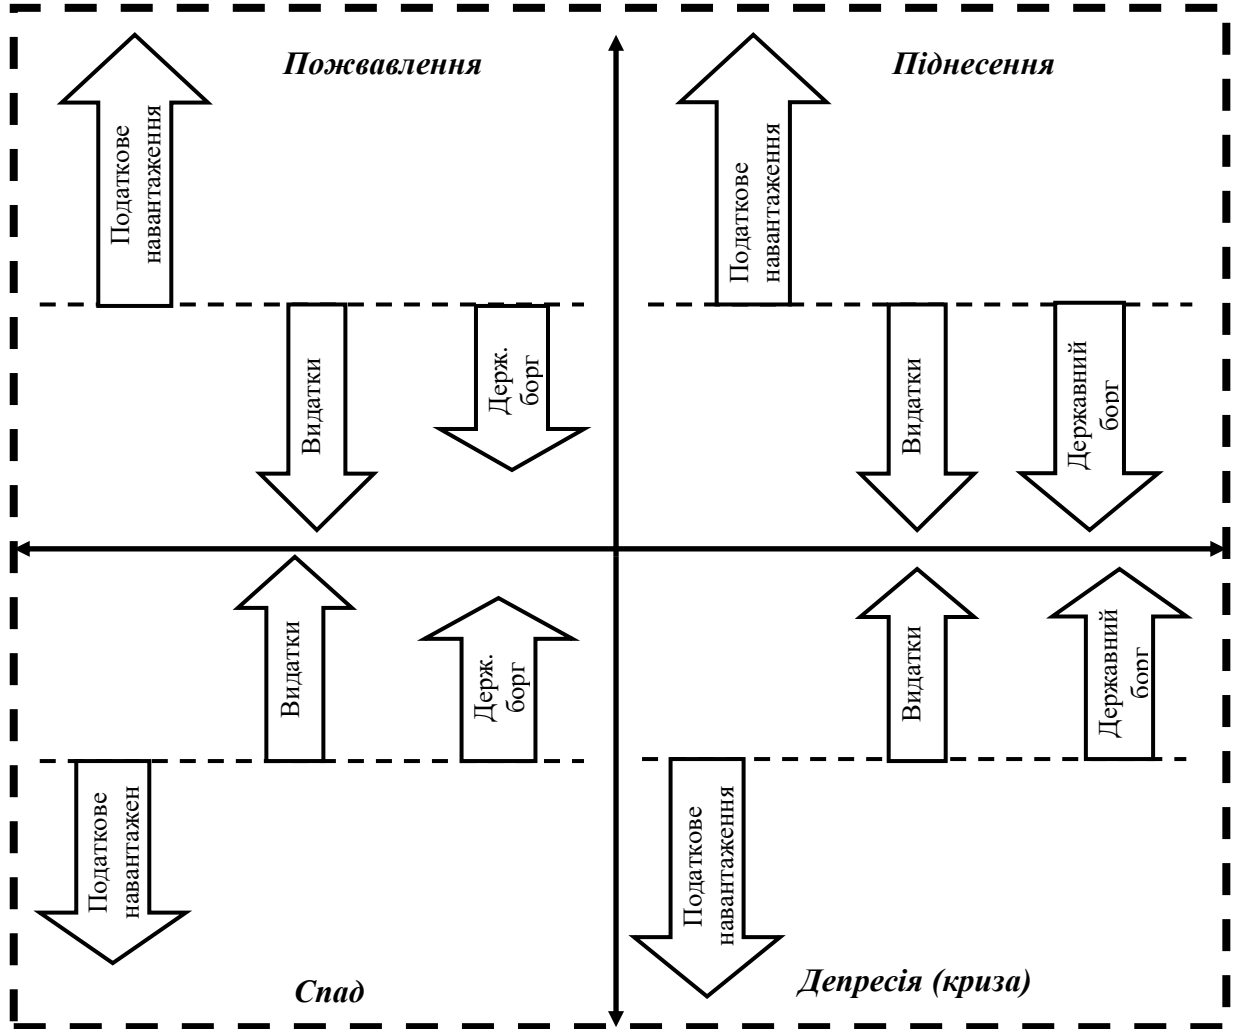 Пожвавлення
Податкове
навантаження
Видатки
Держ.
борг
Піднесення
Податкове
навантаження
Видатки
Державний
борг
Видатки
Держ.
борг
Податкове
навантажен
Спад
Видатки
Державний
борг
Податкове
навантаження
Депресія (криза)